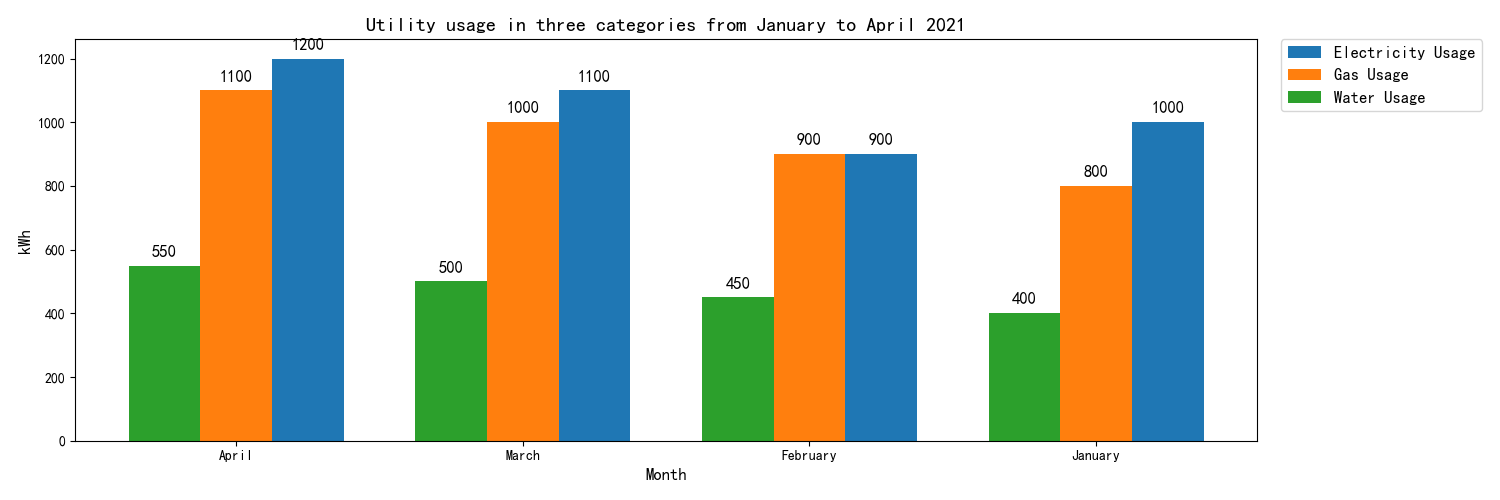 Utility usage in three categories from January to April 2021
Electricity Usage
Gas Usage
Water Usage
kWh
1200
1000
800
600
400
200
0
550
1100
1200
500
1000
1100
450
900
900
400
800
1000
April
March
February
January
Month